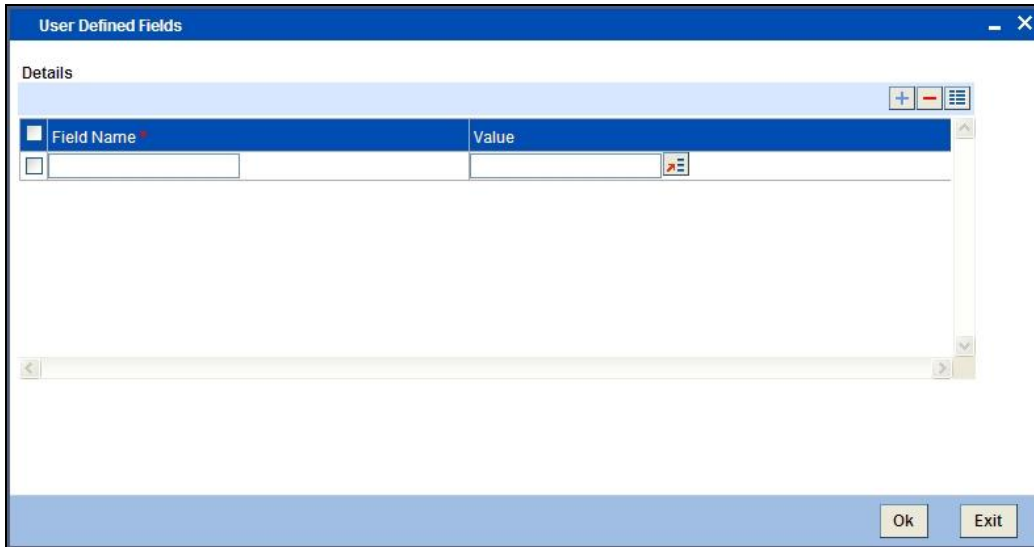 User Defined Fields
Details
Field Name *
Value
Ok
Exit